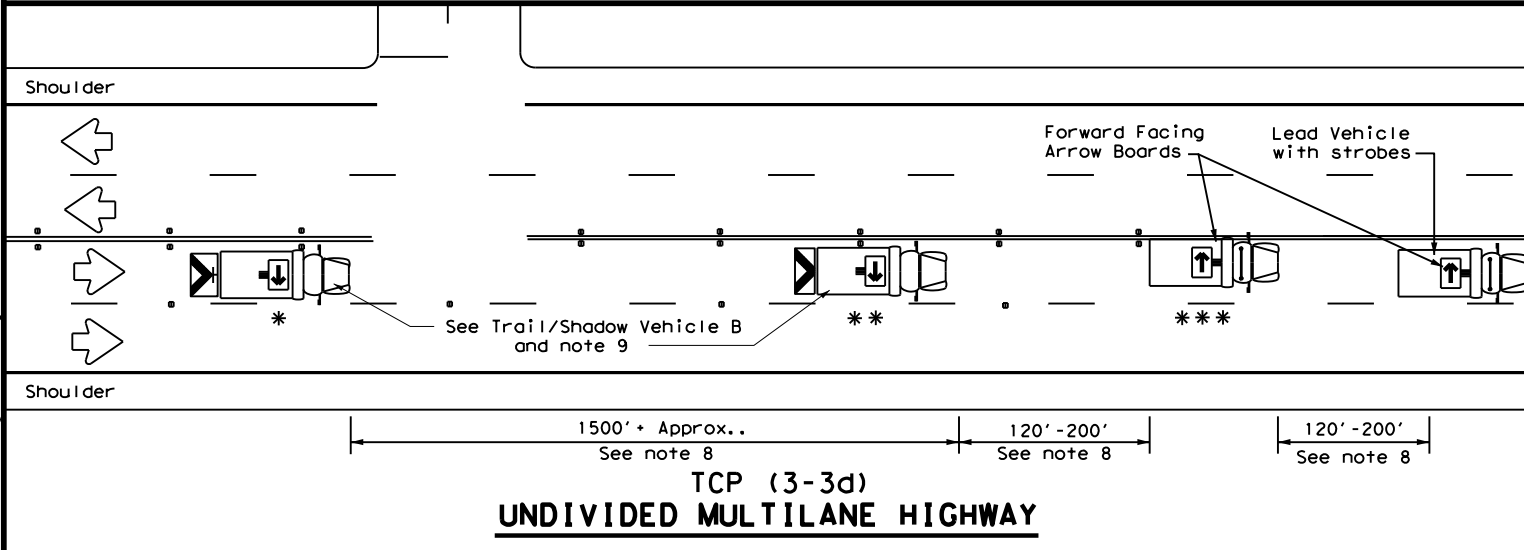 Shoulder
Forward Facing
Arrow Boards
Lead Vehicle
with strobes
*
**
***
See Trail/Shadow Vehicle B
and note 9
Shoulder
1500'+ Approx..
See note 8
120'-200'
See note 8
120'-200'
See note 8
TCP (3-3d)
UNDIVIDED MULTILANE HIGHWAY